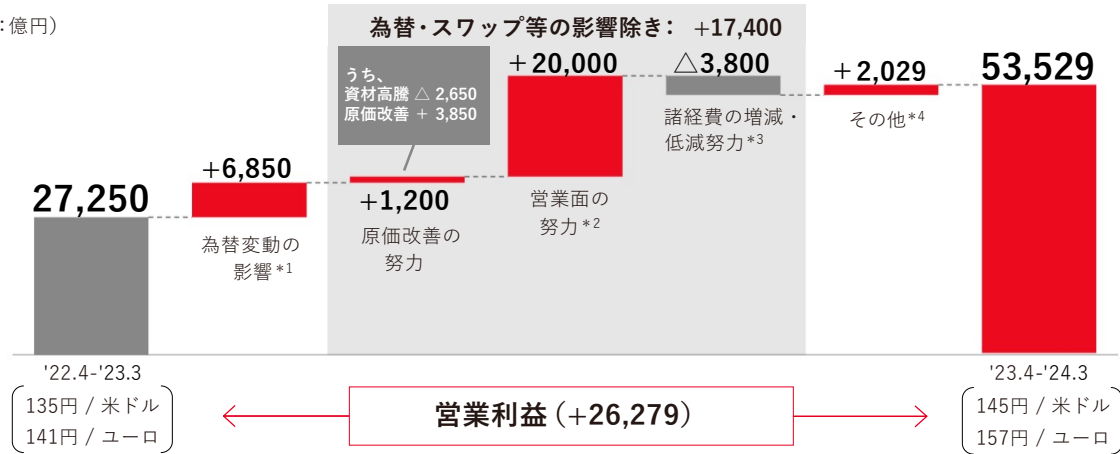 :億円)
為替・スワップ等の影響除き: +17,400
27,250
+6,850
為替変動の
影響*1
うち、
資材高騰 △ 2,650
原価改善 + 3,850
+1,200
原価改善の
努力
+20,000
営業面の
努力*2
△3,800
諸経費の増減・
低減努力*3
+2,029
その他*4
53,529
'22.4-'23.3
135円 / 米ドル
141円 / ユーロ
営業利益 (+26,279)
'23.4-'24.3
145円 / 米ドル
157円 / ユーロ